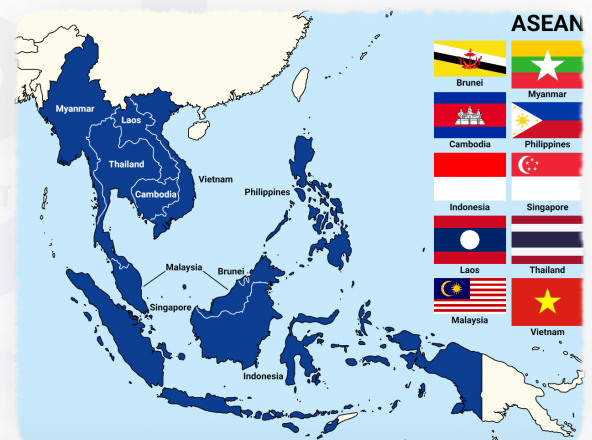 ASEAN
Myanmar
Laos
Thailand
Cambodia
Vietnam
Philippines
Malaysia
Brunei
Singapore
Indonesia
Brunei
Myanmar
Cambodia
Philippines
Indonesia
Singapore
Laos
Thailand
Malaysia
Vietnam